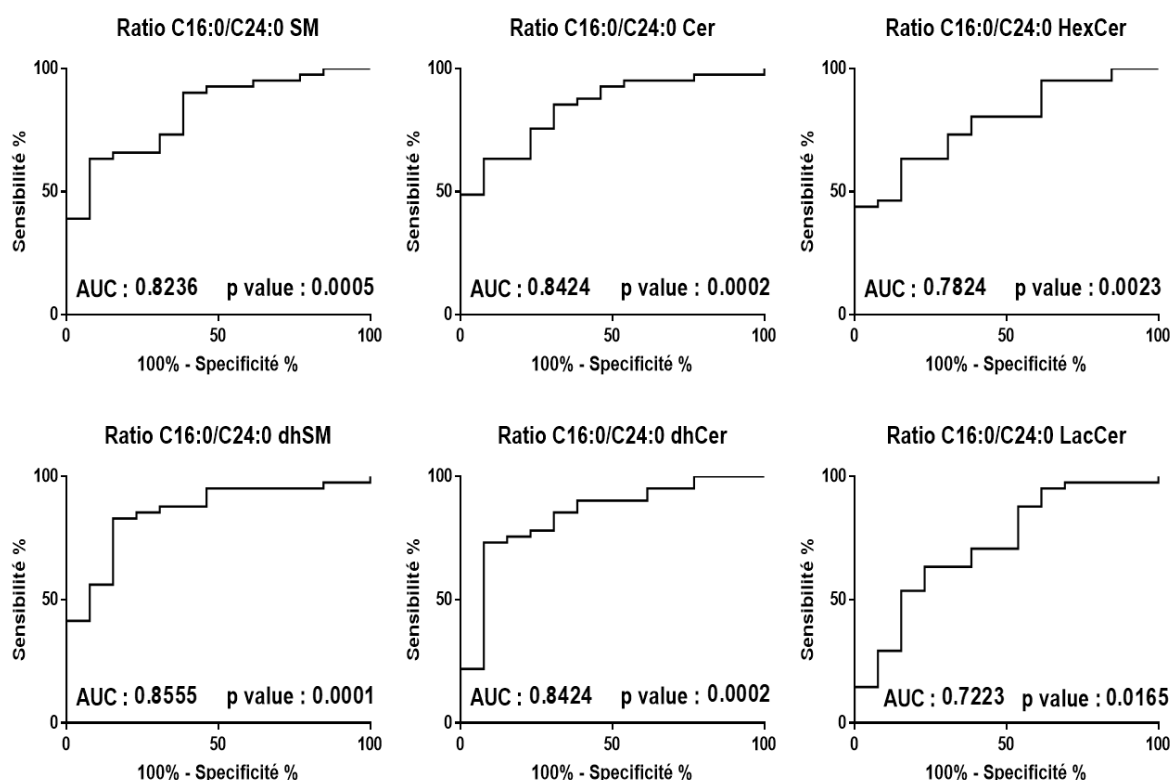 Ratio C16:0/C24:0 SM
100
50
0
Sensibilité %
AUC : 0.8236 p value : 0.0005
0 50 100
100% - Specificité %
Ratio C16:0/C24:0 Cer
100
50
0
Sensibilité %
AUC : 0.8424 p value : 0.0002
0 50 100
100% - Specificité %
Ratio C16:0/C24:0 HexCer
100
50
0
Sensibilité %
AUC : 0.7824 p value : 0.0023
0 50 100
100% - Specificité %
Ratio C16:0/C24:0 dhSM
100
50
0
Sensibilité %
AUC : 0.8555 p value : 0.0001
0 50 100
100% - Specificité %
Ratio C16:0/C24:0 dhCer
100
50
0
Sensibilité %
AUC : 0.8424 p value : 0.0002
0 50 100
100% - Specificité %
Ratio C16:0/C24:0 LacCer
100
50
0
Sensibilité %
AUC : 0.7223 p value : 0.0165
0 50 100
100% - Specificité %